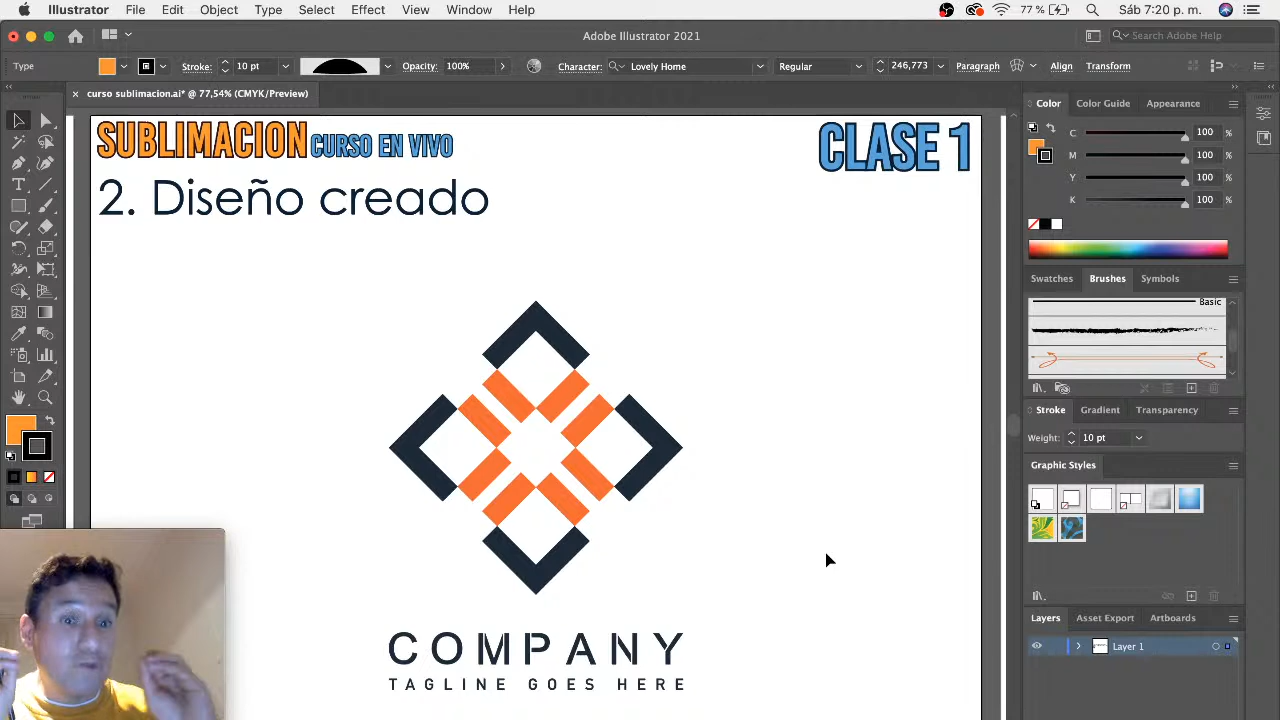 Illustrator File Edit Object Type Select Effect View Window Help 77 % Sáb 7:20 p. m.
Adobe Illustrator 2021 Search Adobe Help
Type Stroke: 10 pt Opacity: 100% Character: Lovely Home Regular 246,773 Paragraph Align Transform
× curso sublimacion.ai* @ 77,54% (CMYK/Preview)
Color Color Guide Appearance
SUBLIMACION CURSO EN VIVO
CLASE 1
2. Diseño creado
C 100 %
M 100 %
Y 100 %
K 100 %
Swatches Brushes Symbols
Basic
Stroke Gradient Transparency
Weight: 10 pt
Graphic Styles
COMPANY
TAGLINE GOES HERE
Layers Asset Export Artboards
Layer 1